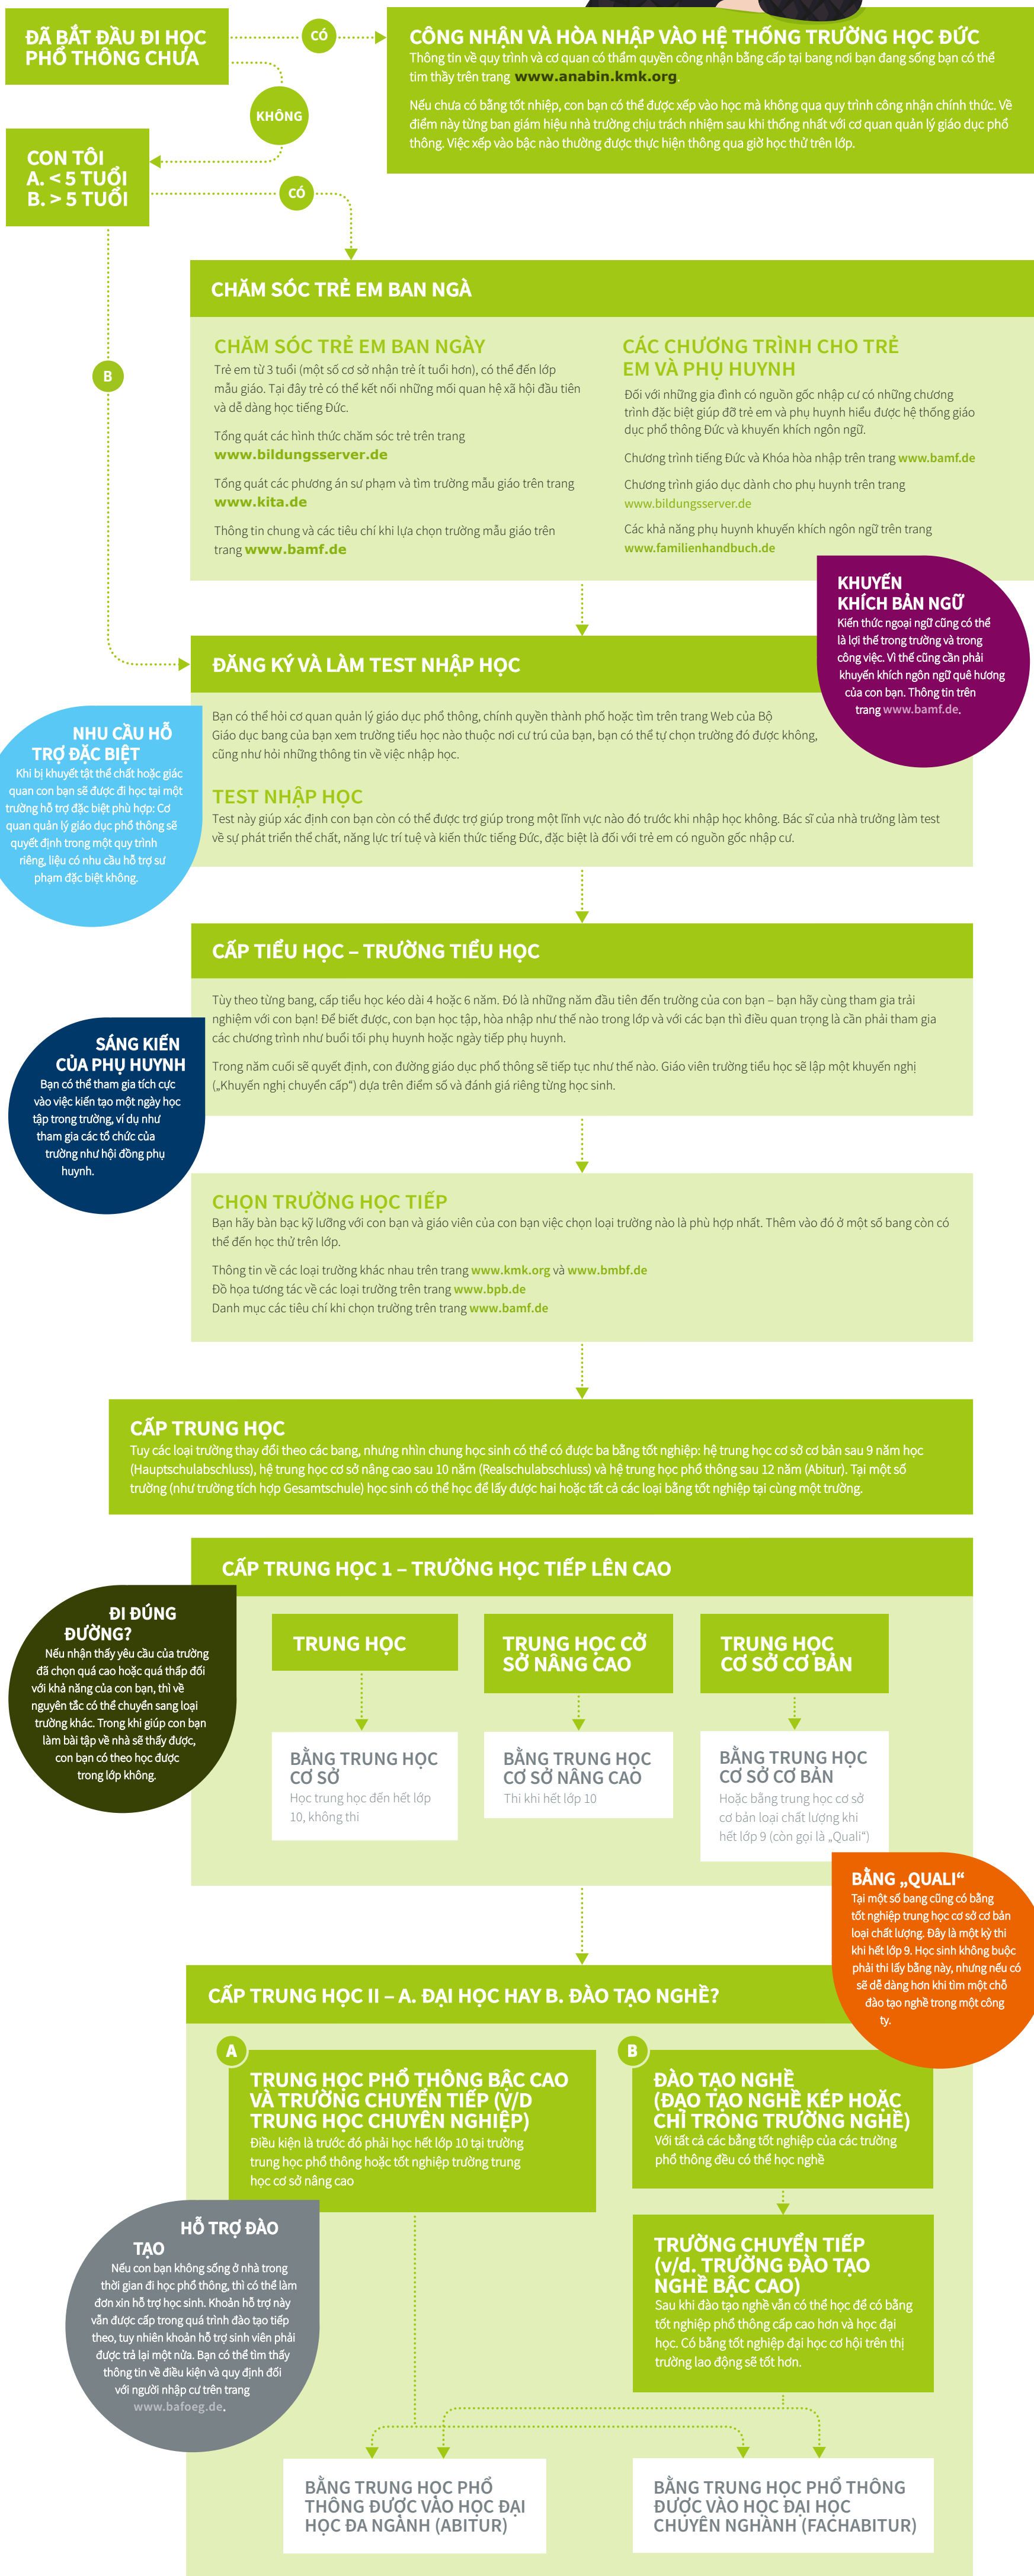 ĐÃ BẮT ĐẦU ĐI HỌC
PHỔ THÔNG CHƯA
CÓ
KHÔNG
CÔNG NHẬN VÀ HÒA NHẬP VÀO HỆ THỐNG TRƯỜNG HỌC ĐỨC
Thông tin về quy trình và cơ quan có thẩm quyền công nhận bằng cấp tại bang nơi bạn đang sống bạn có thể
tìm thấy trên trang www.anabin.kmk.org.
Nếu chưa có bằng tốt nhiệp, con bạn có thể được xếp vào học mà không qua quy trình công nhận chính thức. Về
điểm này từng ban giám hiệu nhà trường chịu trách nhiệm sau khi thống nhất với cơ quan quản lý giáo dục phổ
thông. Việc xếp vào bậc nào thường được thực hiện thông qua giờ học thử trên lớp.
CON TÔI
A. < 5 TUỔI
B. > 5 TUỔI
CÓ
B
CHĂM SÓC TRẺ EM BAN NGÀ
CHĂM SÓC TRẺ EM BAN NGÀY
Trẻ em từ 3 tuổi (một số cơ sở nhận trẻ ít tuổi hơn), có thể đến lớp
mẫu giáo. Tại đây trẻ có thể kết nối những mối quan hệ xã hội đầu tiên
và dễ dàng học tiếng Đức.
Tổng quát các hình thức chăm sóc trẻ trên trang
www.bildungsserver.de
Tổng quát các phương án sư phạm và tìm trường mẫu giáo trên trang
www.kita.de
Thông tin chung và các tiêu chí khi lựa chọn trường mẫu giáo trên
trang www.bamf.de
CÁC CHƯƠNG TRÌNH CHO TRẺ
EM VÀ PHỤ HUYNH
Đối với những gia đình có nguồn gốc nhập cư có những chương
trình đặc biệt giúp đỡ trẻ em và phụ huynh hiểu được hệ thống giáo
dục phổ thông Đức và khuyến khích ngôn ngữ.
Chương trình tiếng Đức và Khóa hòa nhập trên trang www.bamf.de
Chương trình giáo dục dành cho phụ huynh trên trang
www.bildungsserver.de
Các khả năng phụ huynh khuyến khích ngôn ngữ trên trang
www.familienhandbuch.de
KHUYẾN
KHÍCH BẢN NGỮ
Kiến thức ngoại ngữ cũng có thể
là lợi thế trong trường và trong
công việc. Vì thế cũng cần phải
khuyến khích ngôn ngữ quê hương
của con bạn. Thông tin trên
trang www.bamf.de.
ĐĂNG KÝ VÀ LÀM TEST NHẬP HỌC
Bạn có thể hỏi cơ quan quản lý giáo dục phổ thông, chính quyền thành phố hoặc tìm trên trang Web của Bộ
Giáo dục bang của bạn xem trường tiểu học nào thuộc nơi cư trú của bạn, bạn có thể tự chọn trường đó được không,
cũng như hỏi những thông tin về việc nhập học.
TEST NHẬP HỌC
Test này giúp xác định con bạn còn có thể được trợ giúp trong một lĩnh vực nào đó trước khi nhập học không. Bác sĩ của nhà trường làm test
về sự phát triển thể chất, năng lực trí tuệ và kiến thức tiếng Đức, đặc biệt là đối với trẻ em có nguồn gốc nhập cư.
NHU CẦU HỖ
TRỢ ĐẶC BIỆT
Khi bị khuyết tật thể chất hoặc giác
quan con bạn sẽ được đi học tại một
trường hỗ trợ đặc biệt phù hợp: Cơ
quan quản lý giáo dục phổ thông sẽ
quyết định trong một quy trình
riêng, liệu có nhu cầu hỗ trợ sư
phạm đặc biệt không.
CẤP TIỂU HỌC – TRƯỜNG TIỂU HỌC
Tùy theo từng bang, cấp tiểu học kéo dài 4 hoặc 6 năm. Đó là những năm đầu tiên đến trường của con bạn – bạn hãy cùng tham gia trải
nghiệm với con bạn! Để biết được, con bạn học tập, hòa nhập như thế nào trong lớp và với các bạn thì điều quan trọng là cần phải tham gia
các chương trình như buổi tối phụ huynh hoặc ngày tiếp phụ huynh.
Trong năm cuối sẽ quyết định, con đường giáo dục phổ thông sẽ tiếp tục như thế nào. Giáo viên trường tiểu học sẽ lập một khuyến nghị
(„Khuyến nghị chuyển cấp“) dựa trên điểm số và đánh giá riêng từng học sinh.
SÁNG KIẾN
CỦA PHỤ HUYNH
Bạn có thể tham gia tích cực
vào việc kiến tạo một ngày học
tập trong trường, ví dụ như
tham gia các tổ chức của
trường như hội đồng phụ
huynh.
CHỌN TRƯỜNG HỌC TIẾP
Bạn hãy bàn bạc kỹ lưỡng với con bạn và giáo viên của con bạn việc chọn loại trường nào là phù hợp nhất. Thêm vào đó ở một số bang còn có
thể đến học thử trên lớp.
Thông tin về các loại trường khác nhau trên trang www.kmk.org và www.bmbf.de
Đồ họa tương tác về các loại trường trên trang www.bpb.de
Danh mục các tiêu chí khi chọn trường trên trang www.bamf.de
CẤP TRUNG HỌC
Tuy các loại trường thay đổi theo các bang, nhưng nhìn chung học sinh có thể có được ba bằng tốt nghiệp: hệ trung học cơ sở cơ bản sau 9 năm học
(Hauptschulabschluss), hệ trung học cơ sở nâng cao sau 10 năm (Realschulabschluss) và hệ trung học phổ thông sau 12 năm (Abitur). Tại một số
trường (như trường tích hợp Gesamtschule) học sinh có thể học để lấy được hai hoặc tất cả các loại bằng tốt nghiệp tại cùng một trường.
CẤP TRUNG HỌC 1 – TRƯỜNG HỌC TIẾP LÊN CAO
ĐI ĐÚNG
ĐƯỜNG?
Nếu nhận thấy yêu cầu của trường
đã chọn quá cao hoặc quá thấp đối
với khả năng của con bạn, thì về
nguyên tắc có thể chuyển sang loại
trường khác. Trong khi giúp con bạn
làm bài tập về nhà sẽ thấy được,
con bạn có theo học được
trong lớp không.
TRUNG HỌC
BẰNG TRUNG HỌC
CƠ SỞ
Học trung học đến hết lớp
10, không thi
TRUNG HỌC CỞ
SỞ NÂNG CAO
BẰNG TRUNG HỌC
CƠ SỞ NÂNG CAO
Thi khi hết lớp 10
TRUNG HỌC
CƠ SỞ CƠ BẢN
BẰNG TRUNG HỌC
CƠ SỞ CƠ BẢN
Hoặc bằng trung học cơ sở
cơ bản loại chất lượng khi
hết lớp 9 (còn gọi là „Quali“)
BẰNG „QUALI“
Tại một số bang cũng có bằng
tốt nghiệp trung học cơ sở cơ bản
loại chất lượng. Đây là một kỳ thi
khi hết lớp 9. Học sinh không buộc
phải thi lấy bằng này, nhưng nếu có
sẽ dễ dàng hơn khi tìm một chỗ
đào tạo nghề trong một công
ty.
CẤP TRUNG HỌC II – A. ĐẠI HỌC HAY B. ĐÀO TẠO NGHỀ?
A
TRUNG HỌC PHỔ THÔNG BẬC CAO
VÀ TRƯỜNG CHUYỂN TIẾP (V/D
TRUNG HỌC CHUYÊN NGHIỆP)
Điều kiện là trước đó phải học hết lớp 10 tại trường
trung học phổ thông hoặc tốt nghiệp trường trung
học cơ sở nâng cao
B
ĐÀO TẠO NGHỀ
(ĐẠO TẠO NGHỀ KÉP HOẶC
CHỈ TRONG TRƯỜNG NGHỀ)
Với tất cả các bằng tốt nghiệp của các trường
phổ thông đều có thể học nghề
TRƯỜNG CHUYỂN TIẾP
(v/d. TRƯỜNG ĐÀO TẠO
NGHỀ BẬC CAO)
Sau khi đào tạo nghề vẫn có thể học để có bằng
tốt nghiệp phổ thông cấp cao hơn và học đại
học. Có bằng tốt nghiệp đại học cơ hội trên thị
trường lao động sẽ tốt hơn.
HỖ TRỢ ĐÀO
TẠO
Nếu con bạn không sống ở nhà trong
thời gian đi học phổ thông, thì có thể làm
đơn xin hỗ trợ học sinh. Khoản hỗ trợ này
vẫn được cấp trong quá trình đào tạo tiếp
theo, tuy nhiên khoản hỗ trợ sinh viên phải
được trả lại một nửa. Bạn có thể tìm thấy
thông tin về điều kiện và quy định đối
với người nhập cư trên trang
www.bafoeg.de.
BẰNG TRUNG HỌC PHỔ
THÔNG ĐƯỢC VÀO HỌC ĐẠI
HỌC ĐA NGÀNH (ABITUR)
BẰNG TRUNG HỌC PHỔ THÔNG
ĐƯỢC VÀO HỌC ĐẠI HỌC
CHUYÊN NGHÀNH (FACHABITUR)